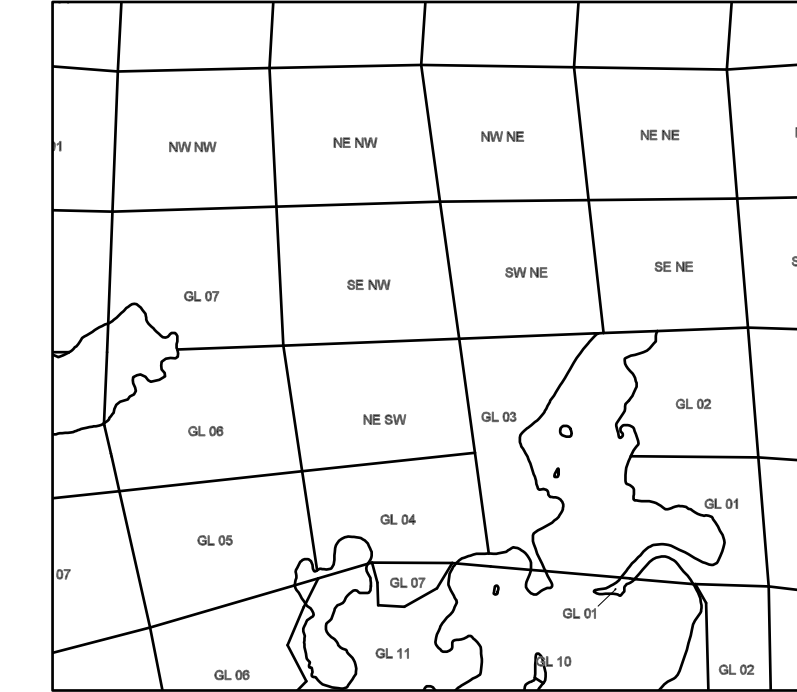 NW NW
NE NW
NW NE
NE NE
GL 07
SE NW
SW NE
SE NE
GL 06
NE SW
GL 03
GL 02
GL 05
GL 04
GL 01
07
GL 07
GL 01
GL 11
GL 10
GL 06
GL 02